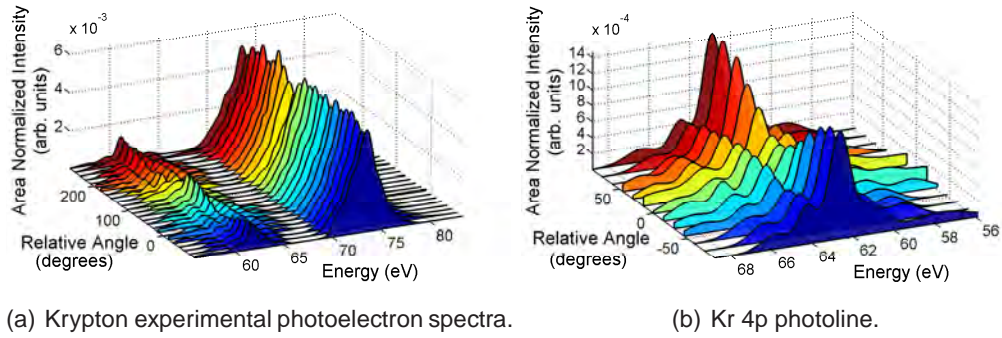 x 10⁻³
6
4
2
Area Normalized Intensity
(arb. units)
200
100
0
Relative Angle
(degrees)
60
65
70
75
80
Energy (eV)
(a) Krypton experimental photoelectron spectra.
x 10⁻⁴
14
12
10
8
6
4
2
Area Normalized Intensity
(arb. units)
50
0
-50
Relative Angle
(degrees)
68
66
64
62
60
58
56
Energy (eV)
(b) Kr 4p photoline.